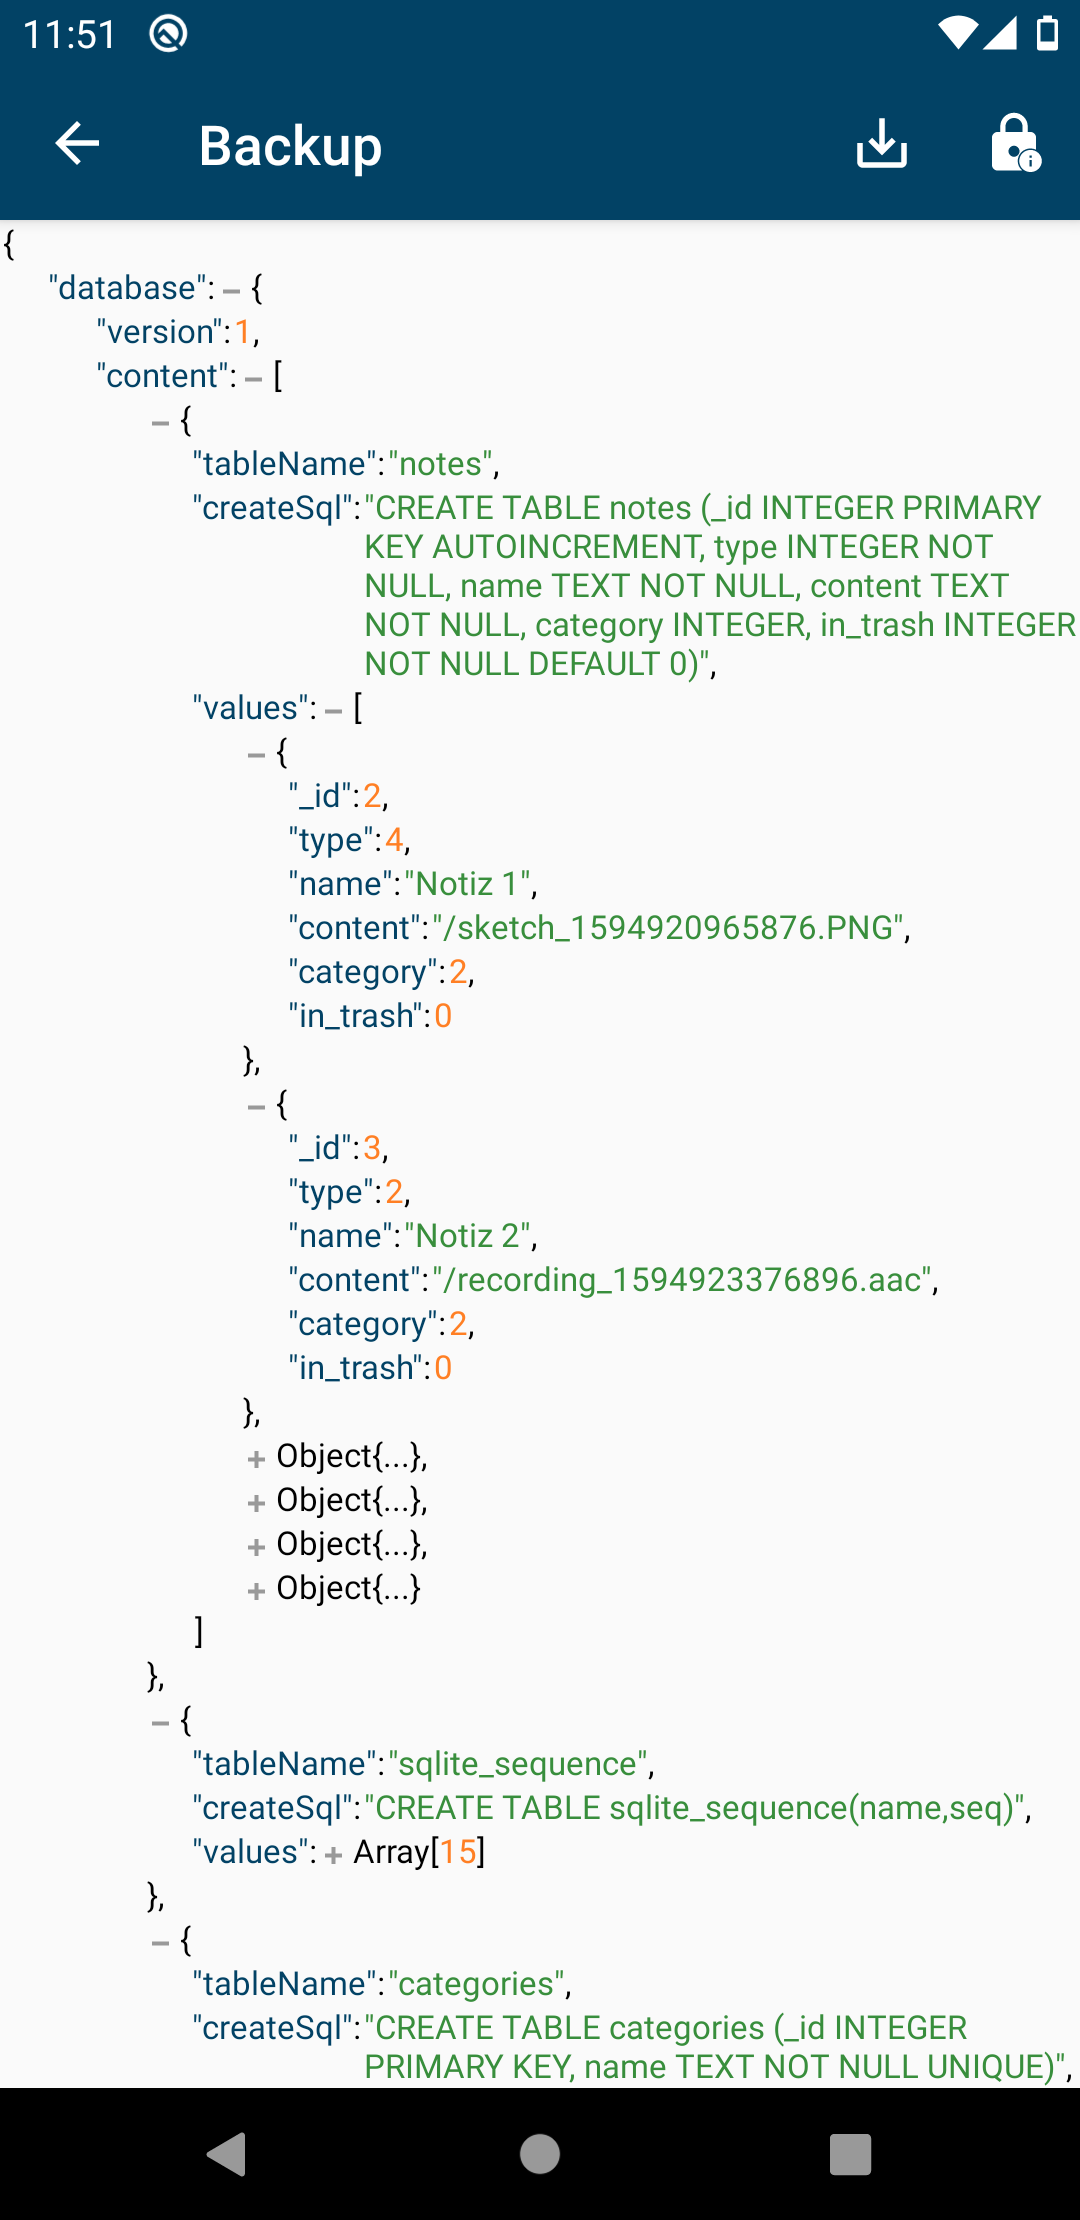 11:51
Backup
{
"database": – {
"version":1,
"content": – [
– {
"tableName":"notes",
"createSql":"CREATE TABLE notes (_id INTEGER PRIMARY
KEY AUTOINCREMENT, type INTEGER NOT
NULL, name TEXT NOT NULL, content TEXT
NOT NULL, category INTEGER, in_trash INTEGER
NOT NULL DEFAULT 0)",
"values": – [
– {
"_id":2,
"type":4,
"name":"Notiz 1",
"content":"/sketch_1594920965876.PNG",
"category":2,
"in_trash":0
},
– {
"_id":3,
"type":2,
"name":"Notiz 2",
"content":"/recording_1594923376896.aac",
"category":2,
"in_trash":0
},
+ Object{...},
+ Object{...},
+ Object{...},
+ Object{...}
]
},
– {
"tableName":"sqlite_sequence",
"createSql":"CREATE TABLE sqlite_sequence(name,seq)",
"values": + Array[15]
},
– {
"tableName":"categories",
"createSql":"CREATE TABLE categories (_id INTEGER
PRIMARY KEY, name TEXT NOT NULL UNIQUE)",